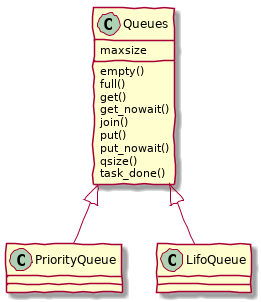 C Queues
maxsize
empty()
full()
get()
get_nowait()
join()
put()
put_nowait()
qsize()
task_done()
C PriorityQueue
C LifoQueue